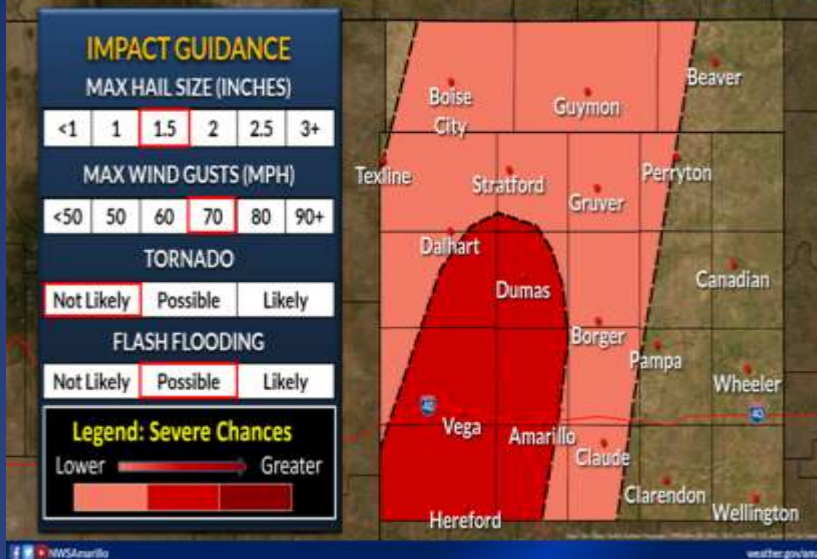 IMPACT GUIDANCE
MAX HAIL SIZE (INCHES)
<1 1 1.5 2 2.5 3+
MAX WIND GUSTS (MPH)
<50 50 60 70 80 90+
TORNADO
Not Likely Possible Likely
FLASH FLOODING
Not Likely Possible Likely
Legend: Severe Chances
Lower Greater
Boise
City
Guymon
Beaver
Texline
Stratford
Gruver
Perryton
Dalhart
Dumas
Canadian
Borger
Pampa
Wheeler
40
40
Vega
Amarillo
Claude
Clarendon
Wellington
Hereford
NWSAmarillo